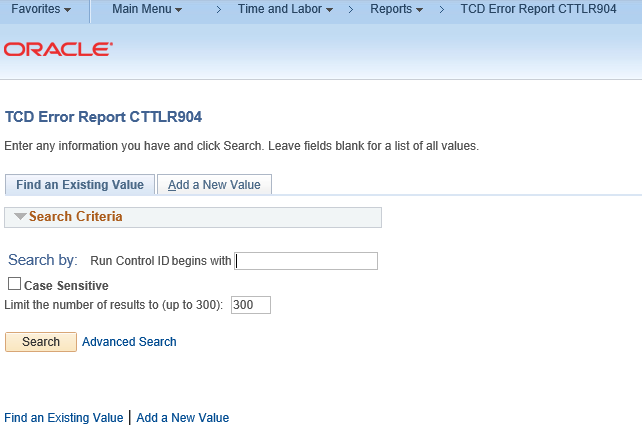 Favorites Main Menu > Time and Labor > Reports > TCD Error Report CTTLR904
ORACLE
TCD Error Report CTTLR904
Enter any information you have and click Search. Leave fields blank for a list of all values.
Find an Existing Value Add a New Value
Search Criteria
Search by: Run Control ID begins with
Case Sensitive
Limit the number of results to (up to 300): 300
Search Advanced Search
Find an Existing Value | Add a New Value